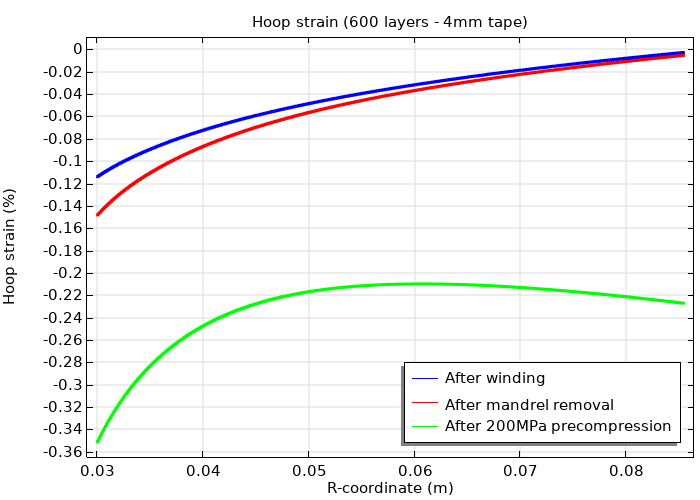 Hoop strain (600 layers - 4mm tape)
0
-0.02
-0.04
-0.06
-0.08
-0.1
-0.12
-0.14
-0.16
-0.18
-0.2
-0.22
-0.24
-0.26
-0.28
-0.3
-0.32
-0.34
-0.36
Hoop strain (%)
After winding
After mandrel removal
After 200MPa precompression
0.03 0.04 0.05 0.06 0.07 0.08
R-coordinate (m)